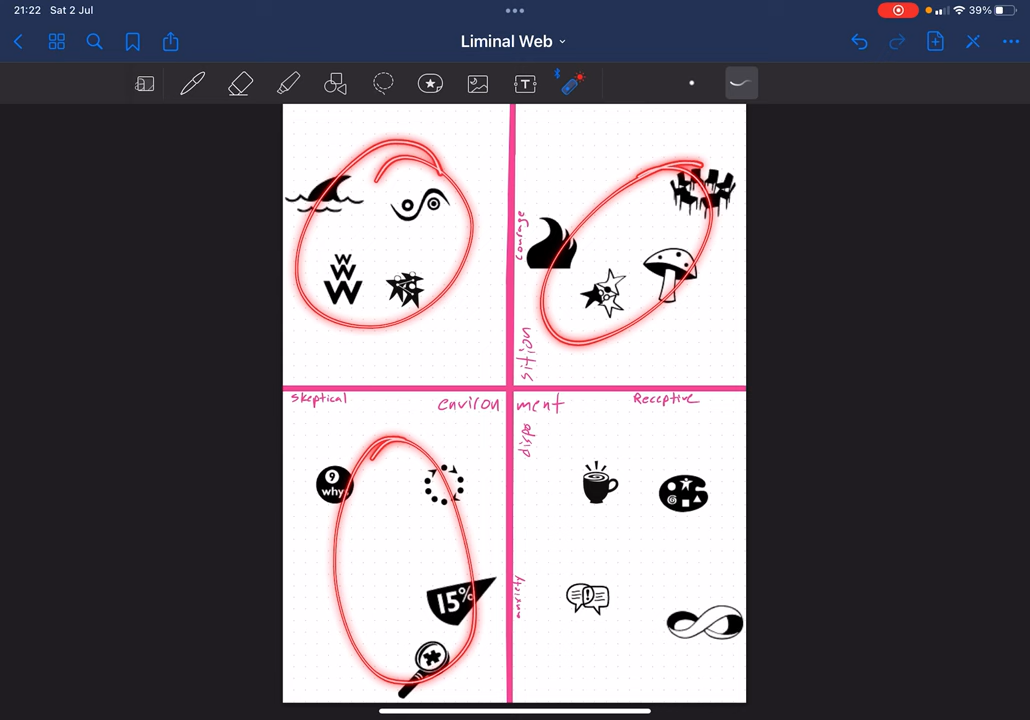 21:22 Sat 2 Jul
39%
Liminal Web
T
W
W
W
courage
sition
Skeptical
environ ment
Receptive
dispo
9
why
15%
anxiety
!